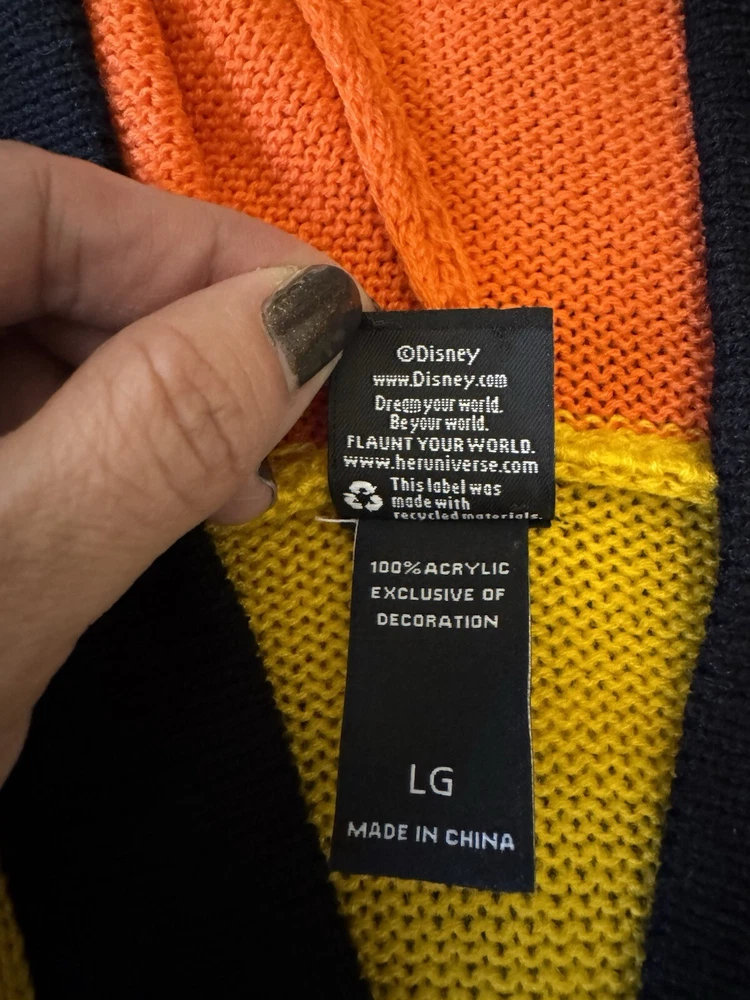 ©Disney
www.Disney.com
Dream your world.
Be your world.
FLAUNT YOUR WORLD.
www.heruniverse.com
This label was
made with
recycled materials.
100% ACRYLIC
EXCLUSIVE OF
DECORATION
LG
MADE IN CHINA